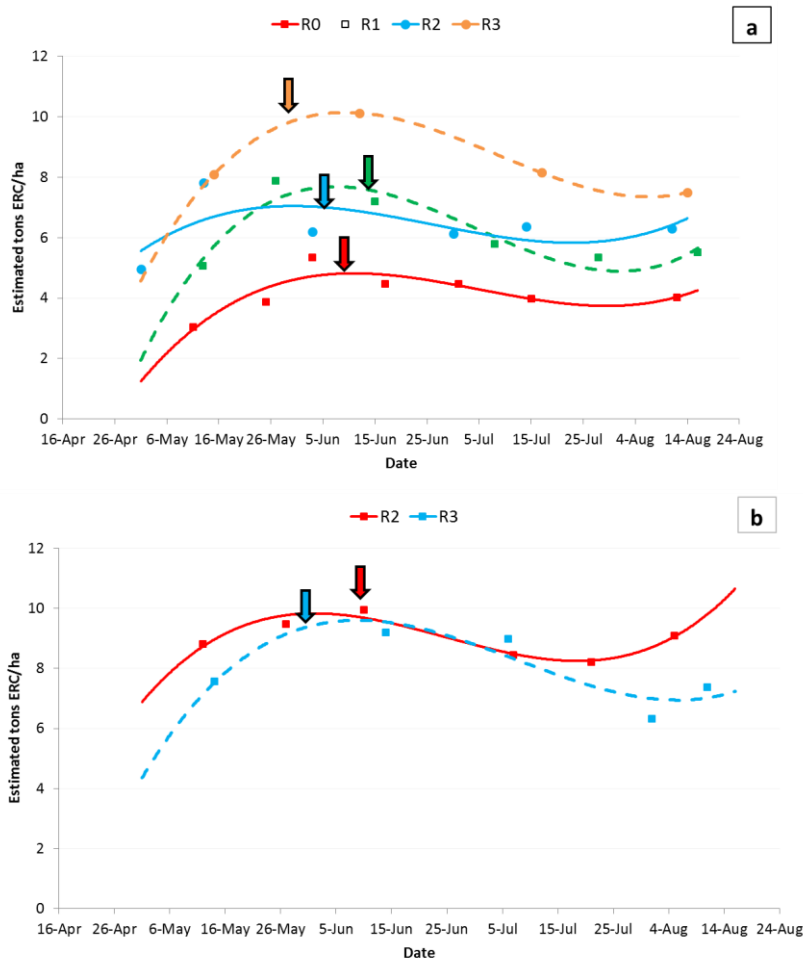 R0 R1 R2 R3
a
12
10
8
6
4
2
0
Estimated tons ERC/ha
16-Apr 26-Apr 6-May 16-May 26-May 5-Jun 15-Jun 25-Jun 5-Jul 15-Jul 25-Jul 4-Aug 14-Aug 24-Aug
Date
R2 R3
b
12
10
8
6
4
2
0
Estimated tons ERC/ha
16-Apr 26-Apr 6-May 16-May 26-May 5-Jun 15-Jun 25-Jun 5-Jul 15-Jul 25-Jul 4-Aug 14-Aug 24-Aug
Date